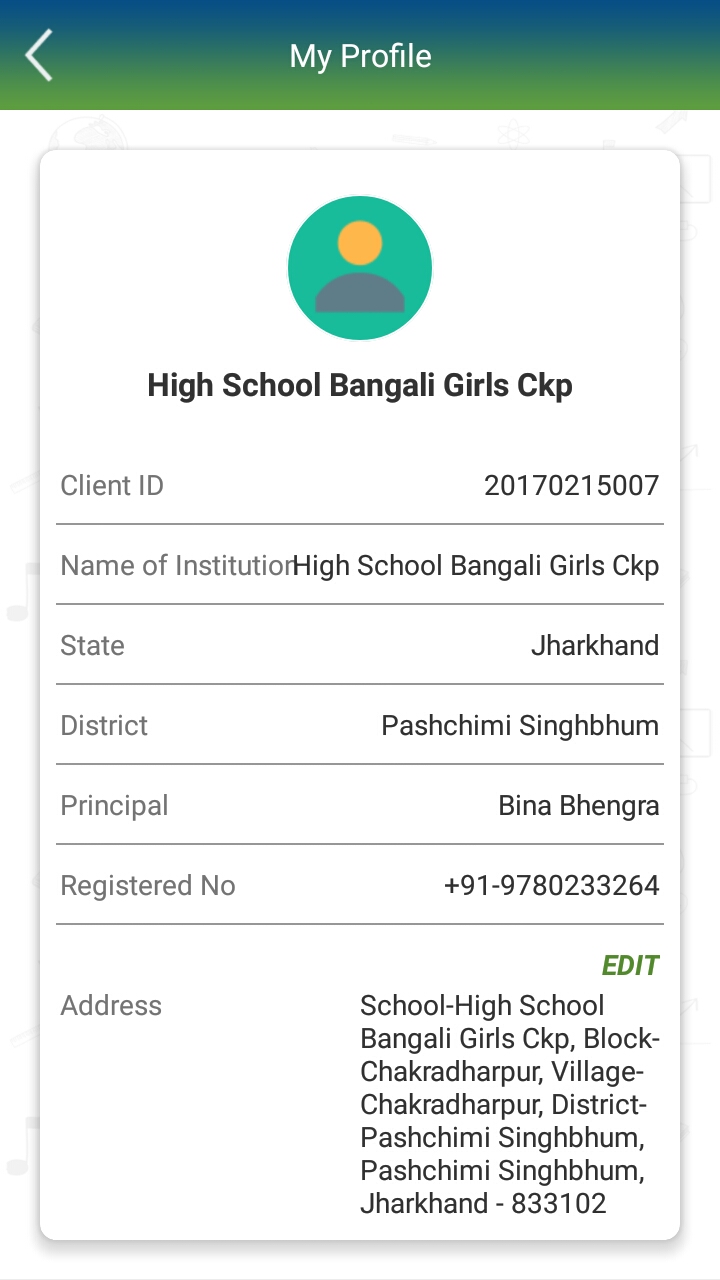 My Profile
High School Bangali Girls Ckp
Client ID 20170215007
Name of Institution High School Bangali Girls Ckp
State Jharkhand
District Pashchimi Singhbhum
Principal Bina Bhengra
Registered No +91-9780233264
EDIT
Address School-High School
Bangali Girls Ckp, Block-
Chakradharpur, Village-
Chakradharpur, District-
Pashchimi Singhbhum,
Pashchimi Singhbhum,
Jharkhand - 833102